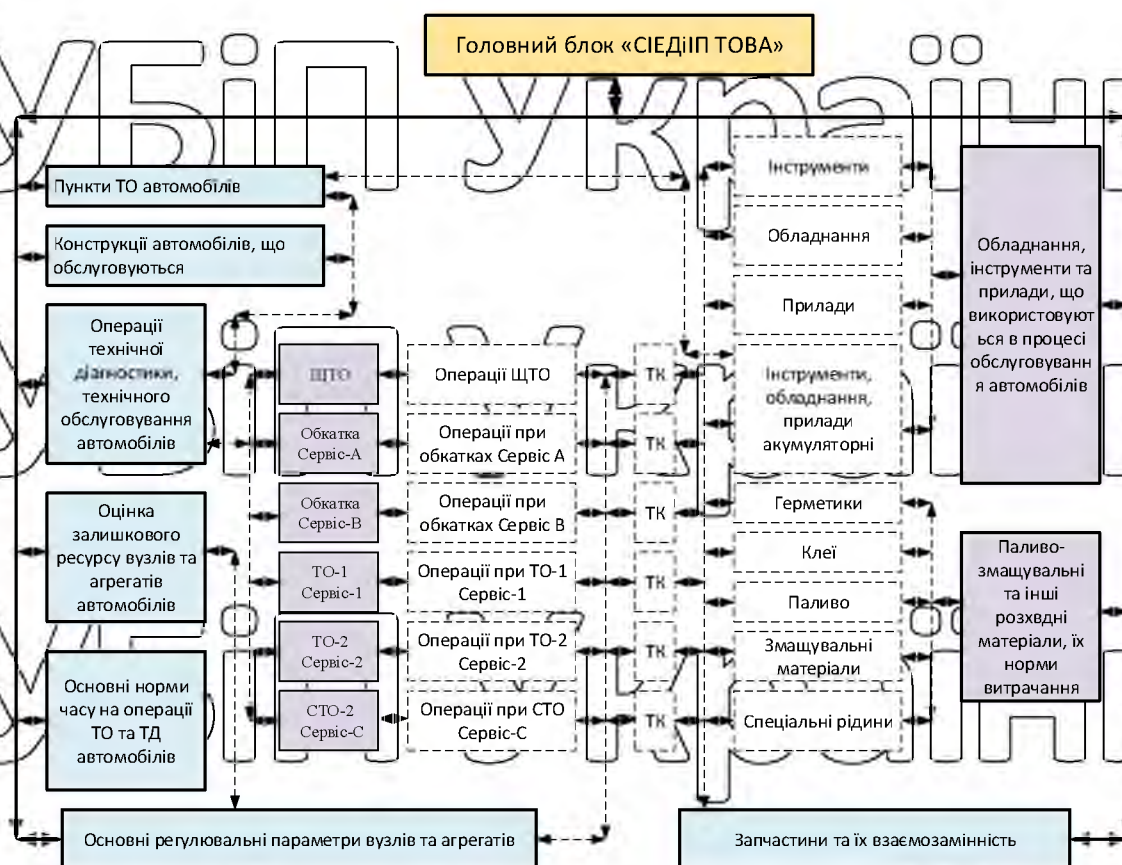 Головний блок «СІЕДіІП ТОВА»
Пункти ТО автомобілів
Конструкції автомобілів, що
обслуговуються
Операції
технічної
діагностики,
технічного
обслуговування
автомобілів
Оцінка
залишкового
ресурсу вузлів та
агрегатів
автомобілів
Основні норми
часу на операції
ТО та ТД
автомобілів
ЩТО
Обкатка
Сервіс-А
Обкатка
Сервіс-В
ТО-1
Сервіс-1
ТО-2
Сервіс-2
СТО-2
Сервіс-С
Операції ЩТО
Операції при
обкатках Сервіс А
Операції при
обкатках Сервіс В
Операції при ТО-1
Сервіс-1
Операції при ТО-2
Сервіс-2
Операції при СТО
Сервіс-С
ТК
ТК
ТК
ТК
ТК
ТК
Інструменти
Обладнання
Прилади
Інструменти,
обладнання,
прилади
акумуляторні
Герметики
Клеї
Паливо
Змащувальні
матеріали
Спеціальні рідини
Обладнання,
інструменти та
прилади, що
використовуют
ься в процесі
обслуговуванн
я автомобілів
Паливо-
змащувальні
та інші
розхвдні
матеріали, їх
норми
витрачання
Основні регулювальні параметри вузлів та агрегатів
Запчастини та їх взаємозамінність